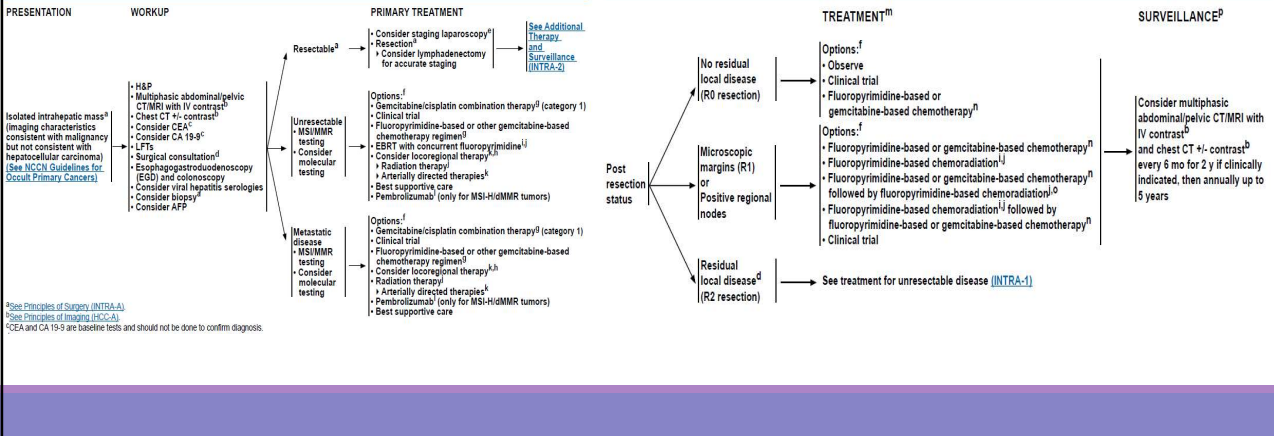 PRESENTATION
WORKUP
PRIMARY TREATMENT
Isolated intrahepatic mass^a
(imaging characteristics
consistent with malignancy
but not consistent with
hepatocellular carcinoma)
(See NCCN Guidelines for
Occult Primary Cancers)
• H&P
• Multiphasic abdominal/pelvic
CT/MRI with IV contrast^b
• Chest CT +/- contrast^b
• Consider CEA^c
• Consider CA 19-9^c
• LFTs
• Surgical consultation^d
• Esophagogastroduodenoscopy
(EGD) and colonoscopy
• Consider viral hepatitis serologies
• Consider biopsy^a
• Consider AFP
Resectable^a
• Consider staging laparoscopy^e
• Resection^a
▸ Consider lymphadenectomy
for accurate staging
See Additional
Therapy
and
Surveillance
(INTRA-2)
Unresectable
• MSI/MMR
testing
• Consider
molecular
testing
Options:^f
• Gemcitabine/cisplatin combination therapy^g (category 1)
• Clinical trial
• Fluoropyrimidine-based or other gemcitabine-based
chemotherapy regimen^g
• EBRT with concurrent fluoropyrimidine^i,j
• Consider locoregional therapy^k,h
• Radiation therapy^j
▸ Arterially directed therapies^k
• Best supportive care
• Pembrolizumab^l (only for MSI-H/dMMR tumors)
Metastatic
disease
• MSI/MMR
testing
• Consider
molecular
testing
Options:^f
• Gemcitabine/cisplatin combination therapy^g (category 1)
• Clinical trial
• Fluoropyrimidine-based or other gemcitabine-based
chemotherapy regimen^g
• Consider locoregional therapy^k,h
• Radiation therapy^j
▸ Arterially directed therapies^k
• Pembrolizumab^l (only for MSI-H/dMMR tumors)
• Best supportive care
^a See Principles of Surgery (INTRA-A).
^b See Principles of Imaging (HCC-A).
^c CEA and CA 19-9 are baseline tests and should not be done to confirm diagnosis.
TREATMENT^m
SURVEILLANCE^p
Post
resection
status
No residual
local disease
(R0 resection)
Options:^f
• Observe
• Clinical trial
• Fluoropyrimidine-based or
gemcitabine-based chemotherapy^n
Microscopic
margins (R1)
or
Positive regional
nodes
Options:^f
• Fluoropyrimidine-based or gemcitabine-based chemotherapy^n
• Fluoropyrimidine-based chemoradiation^i,j
• Fluoropyrimidine-based or gemcitabine-based chemotherapy^n
followed by fluoropyrimidine-based chemoradiation^j,o
• Fluoropyrimidine-based chemoradiation^i,j followed by
fluoropyrimidine-based or gemcitabine-based chemotherapy^n
• Clinical trial
Residual
local disease^d
(R2 resection)
See treatment for unresectable disease (INTRA-1)
Consider multiphasic
abdominal/pelvic CT/MRI with
IV contrast^b
and chest CT +/- contrast^b
every 6 mo for 2 y if clinically
indicated, then annually up to
5 years